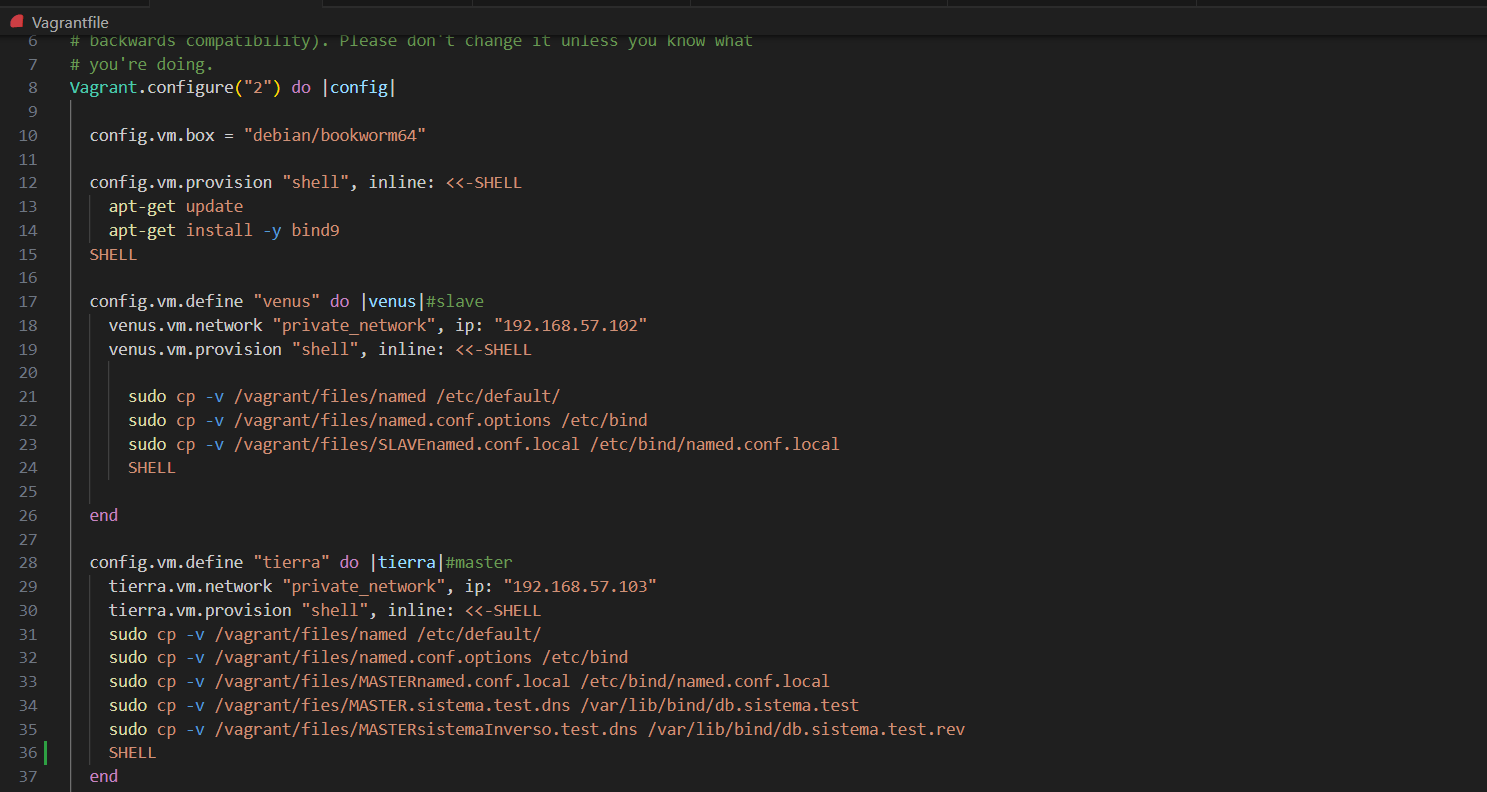 Vagrantfile
6 # backwards compatibility). Please don't change it unless you know what
7 # you're doing.
8 Vagrant.configure("2") do |config|
9
10 config.vm.box = "debian/bookworm64"
11
12 config.vm.provision "shell", inline: <<-SHELL
13 apt-get update
14 apt-get install -y bind9
15 SHELL
16
17 config.vm.define "venus" do |venus|#slave
18 venus.vm.network "private_network", ip: "192.168.57.102"
19 venus.vm.provision "shell", inline: <<-SHELL
20
21 sudo cp -v /vagrant/files/named /etc/default/
22 sudo cp -v /vagrant/files/named.conf.options /etc/bind
23 sudo cp -v /vagrant/files/SLAVEnamed.conf.local /etc/bind/named.conf.local
24 SHELL
25
26 end
27
28 config.vm.define "tierra" do |tierra|#master
29 tierra.vm.network "private_network", ip: "192.168.57.103"
30 tierra.vm.provision "shell", inline: <<-SHELL
31 sudo cp -v /vagrant/files/named /etc/default/
32 sudo cp -v /vagrant/files/named.conf.options /etc/bind
33 sudo cp -v /vagrant/files/MASTERnamed.conf.local /etc/bind/named.conf.local
34 sudo cp -v /vagrant/fies/MASTER.sistema.test.dns /var/lib/bind/db.sistema.test
35 sudo cp -v /vagrant/files/MASTERsistemaInverso.test.dns /var/lib/bind/db.sistema.test.rev
36 SHELL
37 end